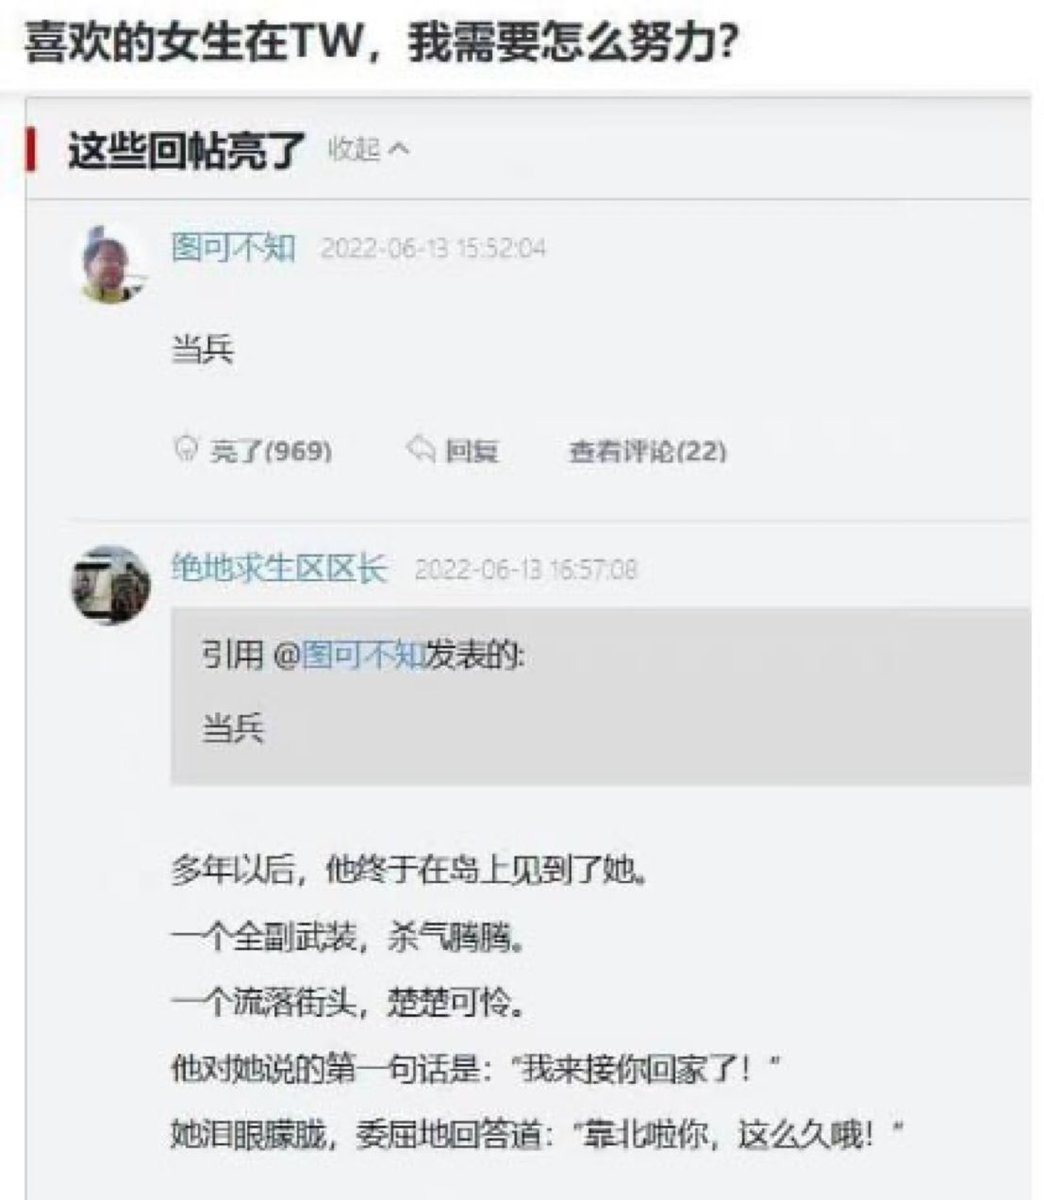 喜欢的女生在TW，我需要怎么努力？
这些回帖亮了 收起
图可不知 2022-06-13 15:52:04
当兵
亮了(969) 回复 查看评论(22)
绝地求生区区长 2022-06-13 16:57:08
引用 @图可不知发表的:
当兵
多年以后，他终于在岛上见到了她。
一个全副武装，杀气腾腾。
一个流落街头，楚楚可怜。
他对她说的第一句话是：“我来接你回家了！“
她泪眼朦胧，委屈地回答道：“靠北啦你，这么久哦！“